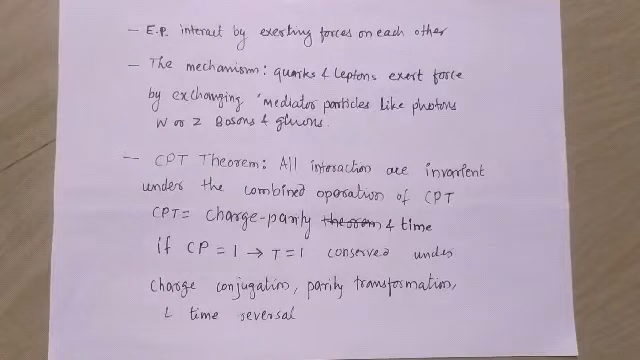 - E.p. interact by exerting forces on each other
- The mechanism: quarks & Leptons exert force
by exchanging 'mediator particles like photons
W or Z Bosons & gluons.
-- CPT Theorem: All interaction are invarient
under the combined operation of CPT
CPT= charge-parity theorem & time
if CP = 1 → T=1 conserved under
charge conjugation, parity transformation,
& time reversal